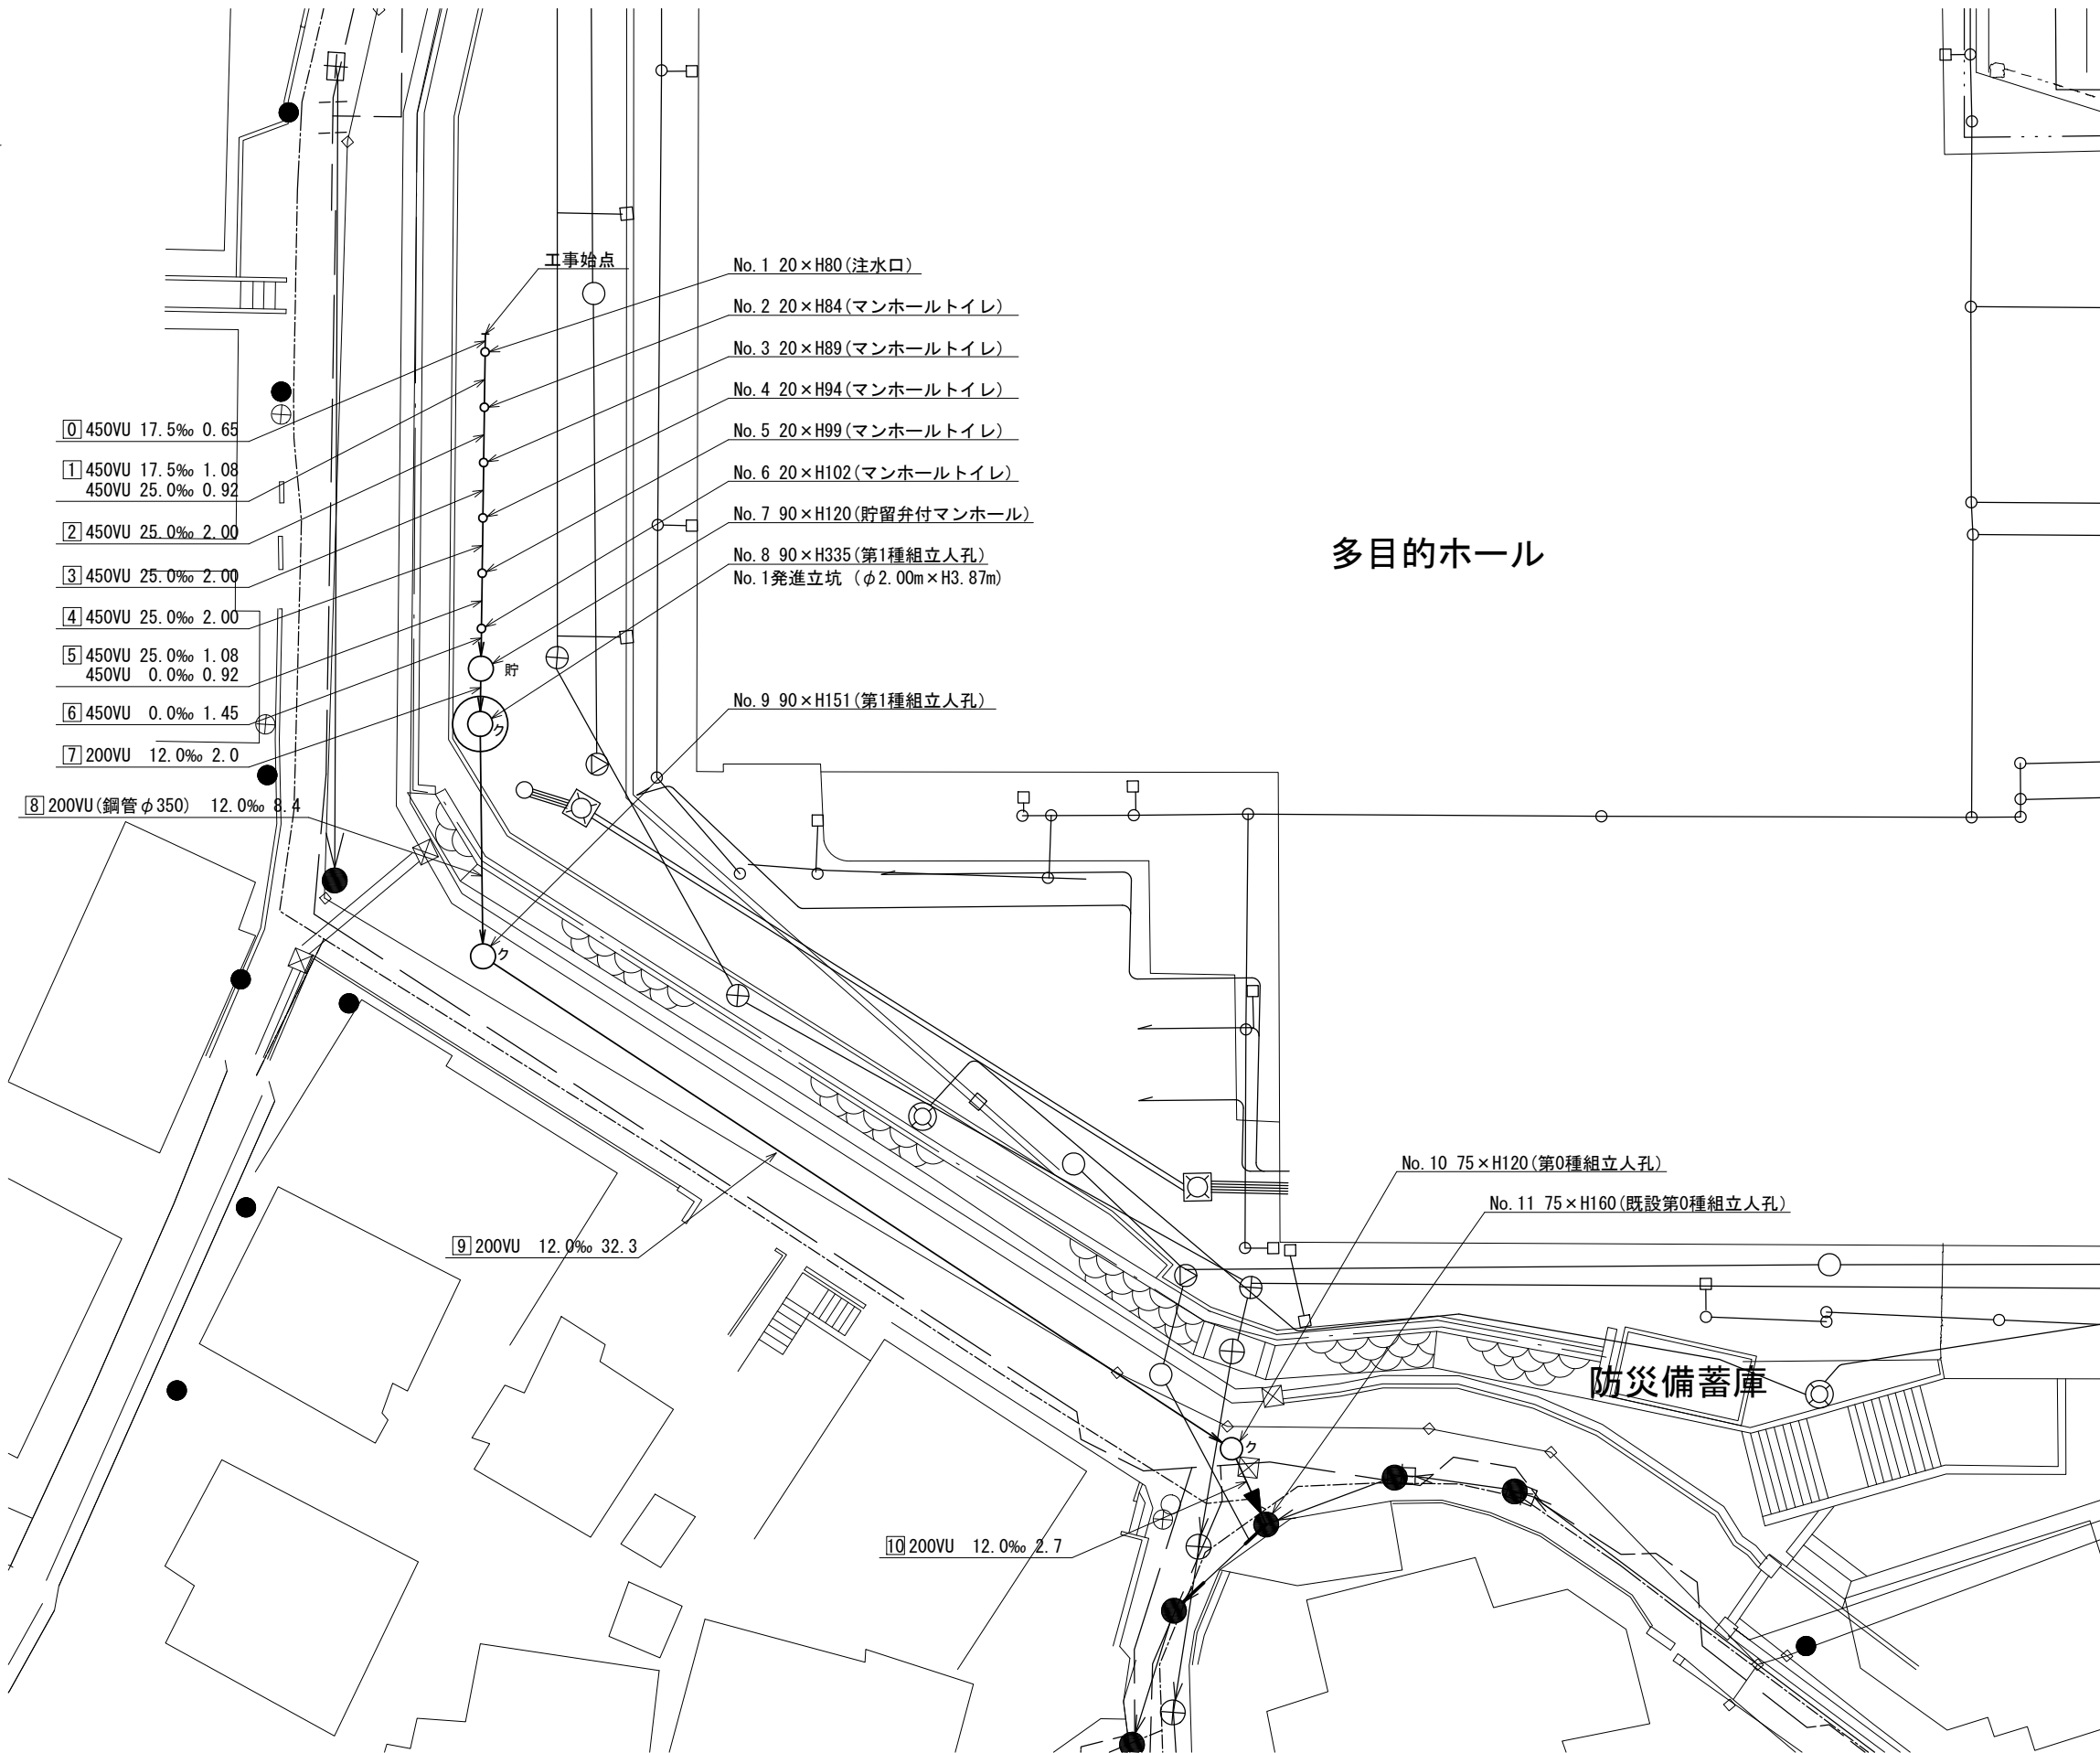 工事始点
No.1 20×H80(注水口)
No.2 20×H84(マンホールトイレ)
No.3 20×H89(マンホールトイレ)
No.4 20×H94(マンホールトイレ)
No.5 20×H99(マンホールトイレ)
No.6 20×H102(マンホールトイレ)
No.7 90×H120(貯留弁付マンホール)
No.8 90×H335(第1種組立人孔)
No.1発進立坑 (φ2.00m×H3.87m)
No.9 90×H151(第1種組立人孔)
0 450VU 17.5‰ 0.65
1 450VU 17.5‰ 1.08
450VU 25.0‰ 0.92
2 450VU 25.0‰ 2.00
3 450VU 25.0‰ 2.00
4 450VU 25.0‰ 2.00
5 450VU 25.0‰ 1.08
450VU 0.0‰ 0.92
6 450VU 0.0‰ 1.45
7 200VU 12.0‰ 2.0
8 200VU(鋼管φ350) 12.0‰ 8.4
貯
ク
ク
多目的ホール
No.10 75×H120(第0種組立人孔)
No.11 75×H160(既設第0種組立人孔)
9 200VU 12.0‰ 32.3
防災備蓄庫
ク
10 200VU 12.0‰ 2.7